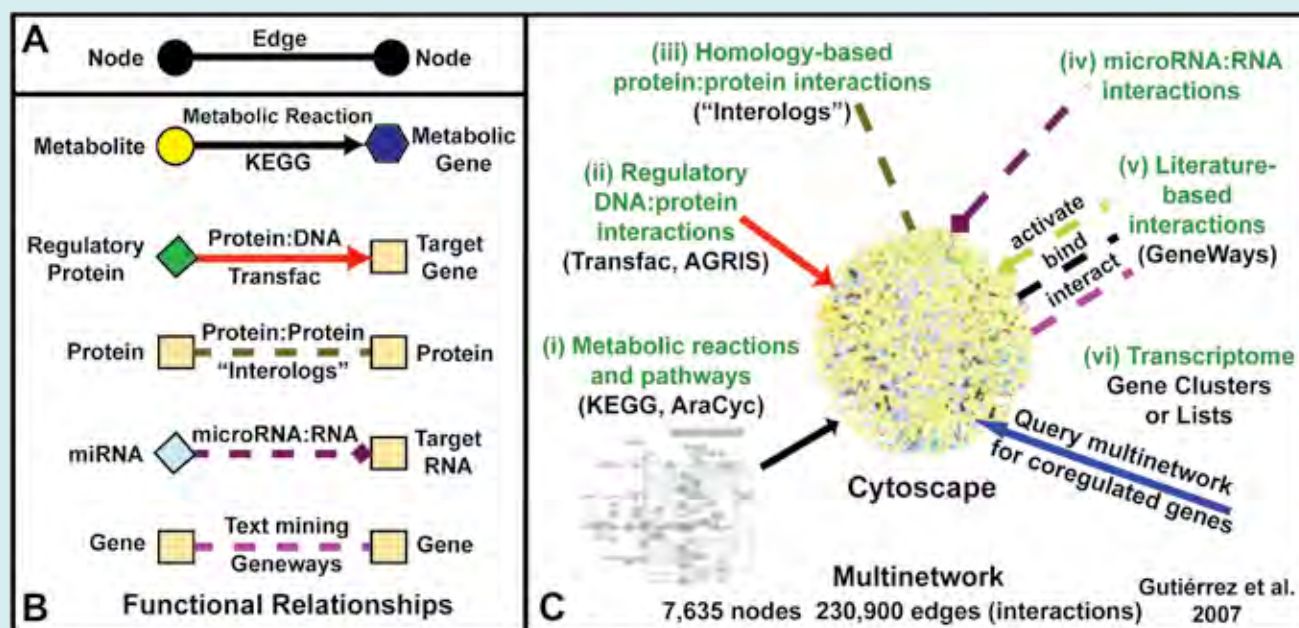 A
Node
Edge
Node
Metabolite
Metabolic Reaction
KEGG
Metabolic
Gene
Regulatory
Protein
Protein:DNA
Transfac
Target
Gene
Protein
Protein:Protein
“Interologs”
Protein
miRNA
microRNA:RNA
Target
RNA
Gene
Text mining
Geneways
Gene
B
Functional Relationships
(iii) Homology-based
protein:protein interactions
(“Interologs”)
(iv) microRNA:RNA
interactions
(ii) Regulatory
DNA:protein
interactions
(Transfac, AGRIS)
(v) Literature-
based
interactions
(GeneWays)
activate
bind
interact
(i) Metabolic reactions
and pathways
(KEGG, AraCyc)
(vi) Transcriptome
Gene Clusters
or Lists
Query multinetwork
for coregulated genes
Cytoscape
C
Multinetwork
7,635 nodes 230,900 edges (interactions)
Gutiérrez et al.
2007